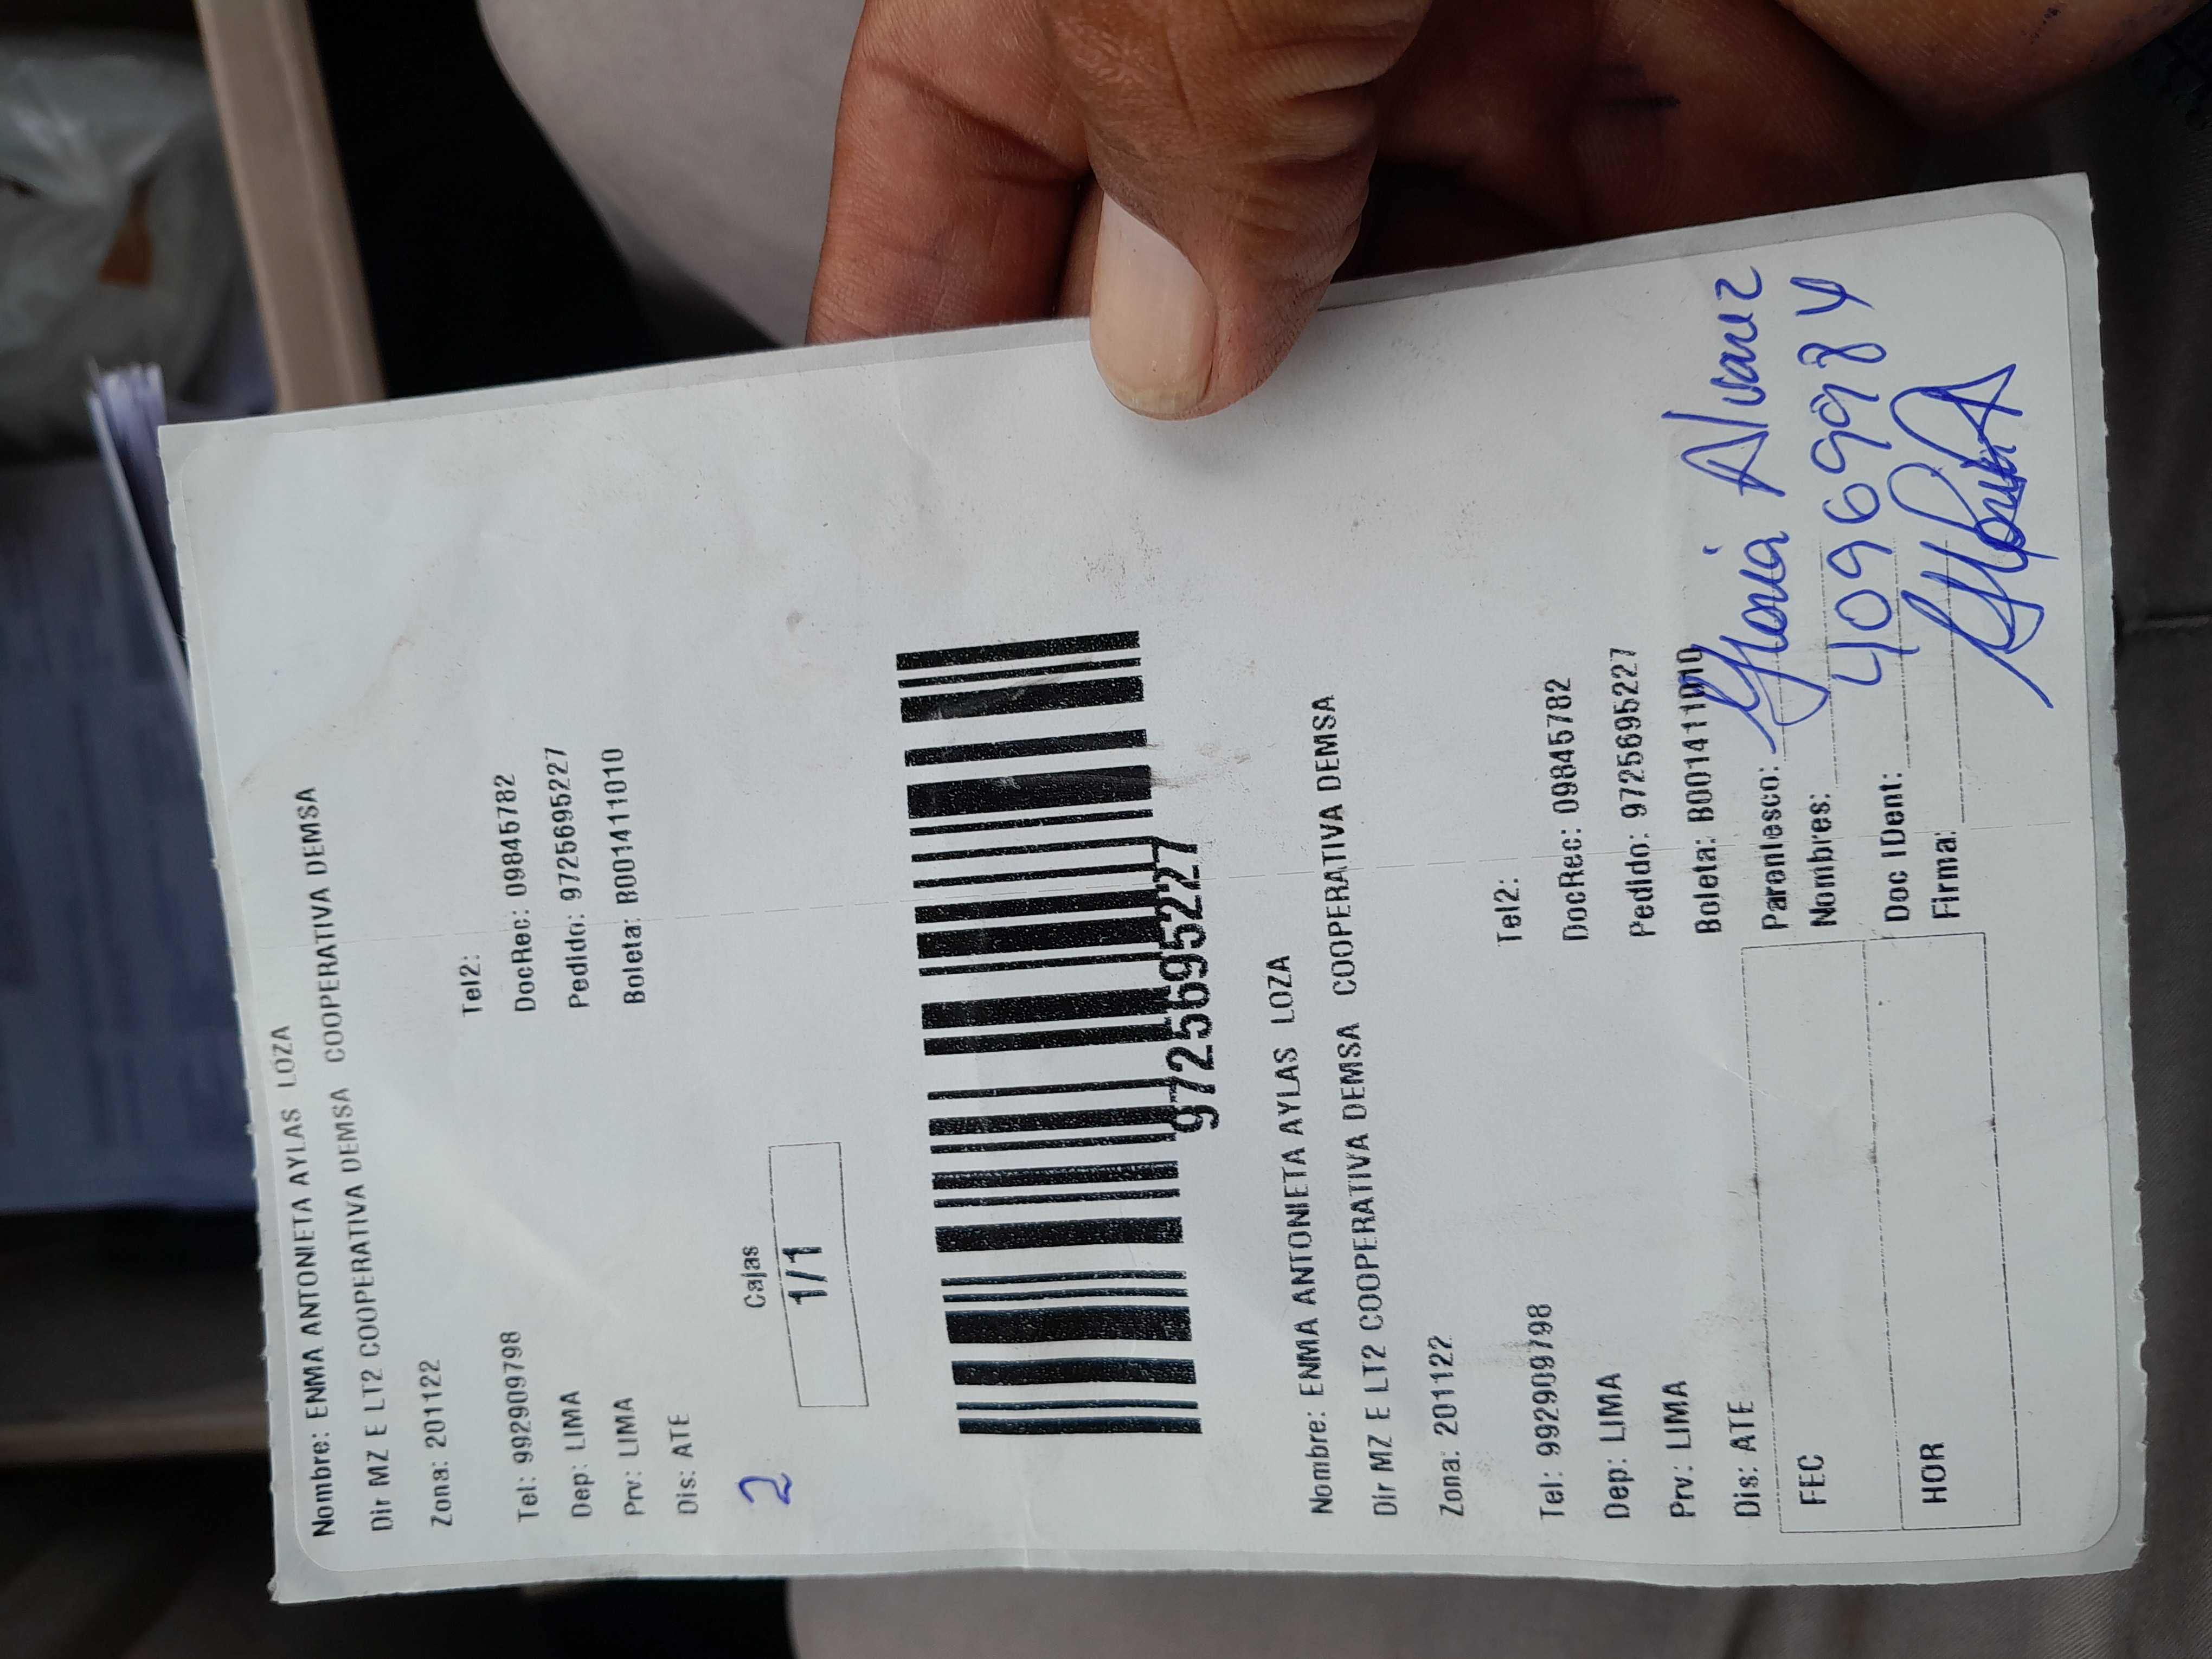 Nombre: ENMA ANTONIETA AYLAS LOZA
Dir MZ E LT2 COOPERATIVA DEMSA COOPERATIVA DEMSA
Zona: 201122
Tel: 992909798 Tel2:
Dep: LIMA DocRec: 09845782
Prv: LIMA Pedido: 9725695227
Dis: ATE Boleta: B001411010
2 Cajas
1/1
9725695227
Nombre: ENMA ANTONIETA AYLAS LOZA
Dir MZ E LT2 COOPERATIVA DEMSA COOPERATIVA DEMSA
Zona: 201122
Tel: 992909798 Tel2:
Dep: LIMA DocRec: 09845782
Prv: LIMA Pedido: 9725695227
Dis: ATE Boleta: B001411010
FEC Parentesco:
Nombres: Alvarez
Doc IDent: 40969984
HOR Firma: